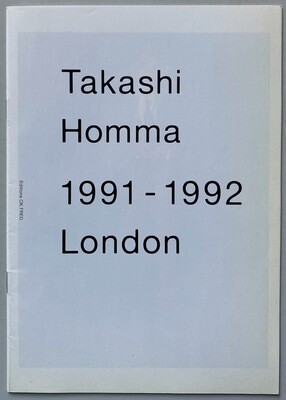 Takashi
Homma
1991 - 1992
London
Editions OK FRED